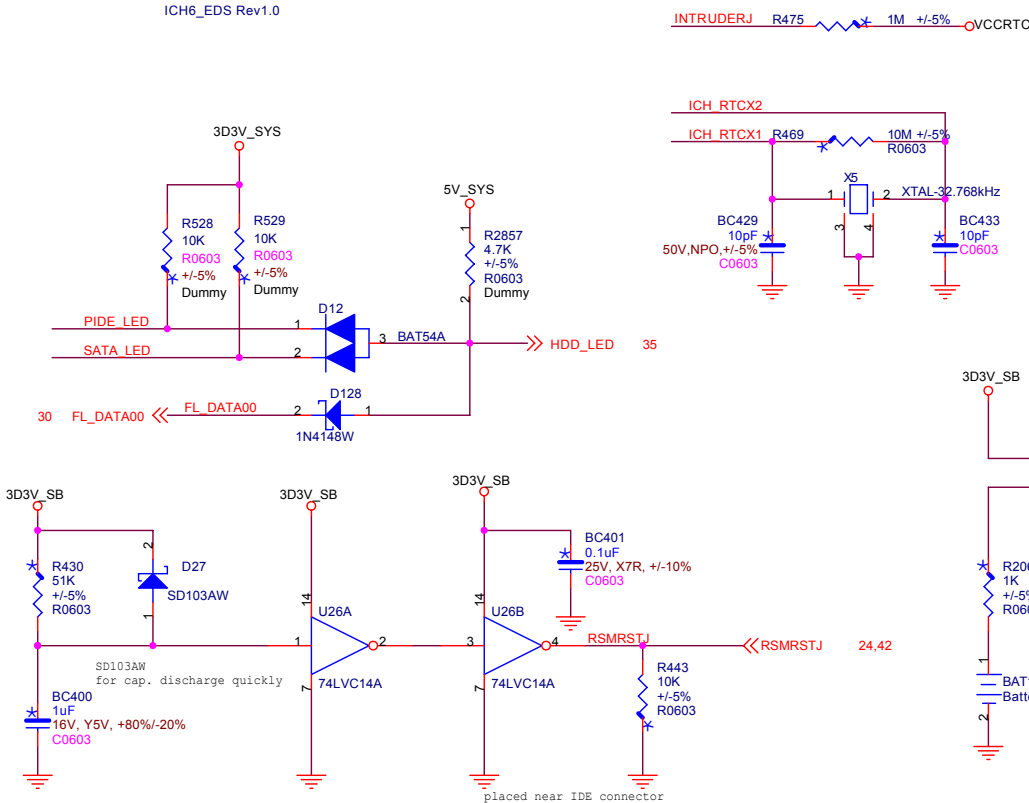 ICH6_EDS Rev1.0
INTRUDERJ R475 1M +/-5% VCCRTC
ICH_RTCX2
ICH_RTCX1 R469 10M +/-5%
R0603
X5
1 2 XTAL-32.768kHz
3 4
BC429
10pF
50V,NPO,+/-5%
C0603
BC433
10pF
C0603
3D3V_SYS
R528
10K
R0603
+/-5%
Dummy
R529
10K
R0603
+/-5%
Dummy
5V_SYS
1
R2857
4.7K
+/-5%
R0603
Dummy
2
PIDE_LED 1 D12
SATA_LED 2 3 BAT54A
HDD_LED 35
30 FL_DATA00 FL_DATA00 2 D128 1
1N4148W
3D3V_SB
R430
51K
+/-5%
R0603
2
D27
SD103AW
1
SD103AW
for cap. discharge quickly
BC400
1uF
16V, Y5V, +80%/-20%
C0603
3D3V_SB
14
U26A
1 2
74LVC14A
7
3D3V_SB
BC401
0.1uF
25V, X7R, +/-10%
C0603
14
U26B
3 4
74LVC14A
7
RSMRSTJ RSMRSTJ 24,42
R443
10K
+/-5%
R0603
placed near IDE connector
3D3V_SB
R206
1K
+/-5%
R060
1
BAT1
Batte
2